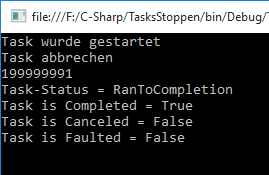 file:///F:/C-Sharp/TasksStoppen/bin/Debug/
Task wurde gestartet
Task abbrechen
199999991
Task-Status = RanToCompletion
Task is Completed = True
Task is Canceled = False
Task is Faulted = False